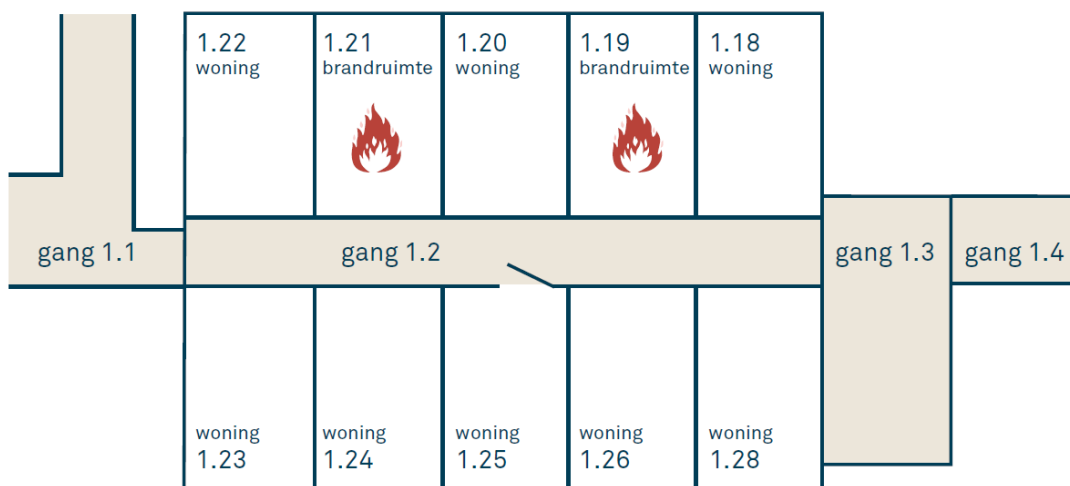 1.22
woning
1.21
brandruimte
1.20
woning
1.19
brandruimte
1.18
woning
gang 1.1
gang 1.2
gang 1.3
gang 1.4
woning
1.23
woning
1.24
woning
1.25
woning
1.26
woning
1.28